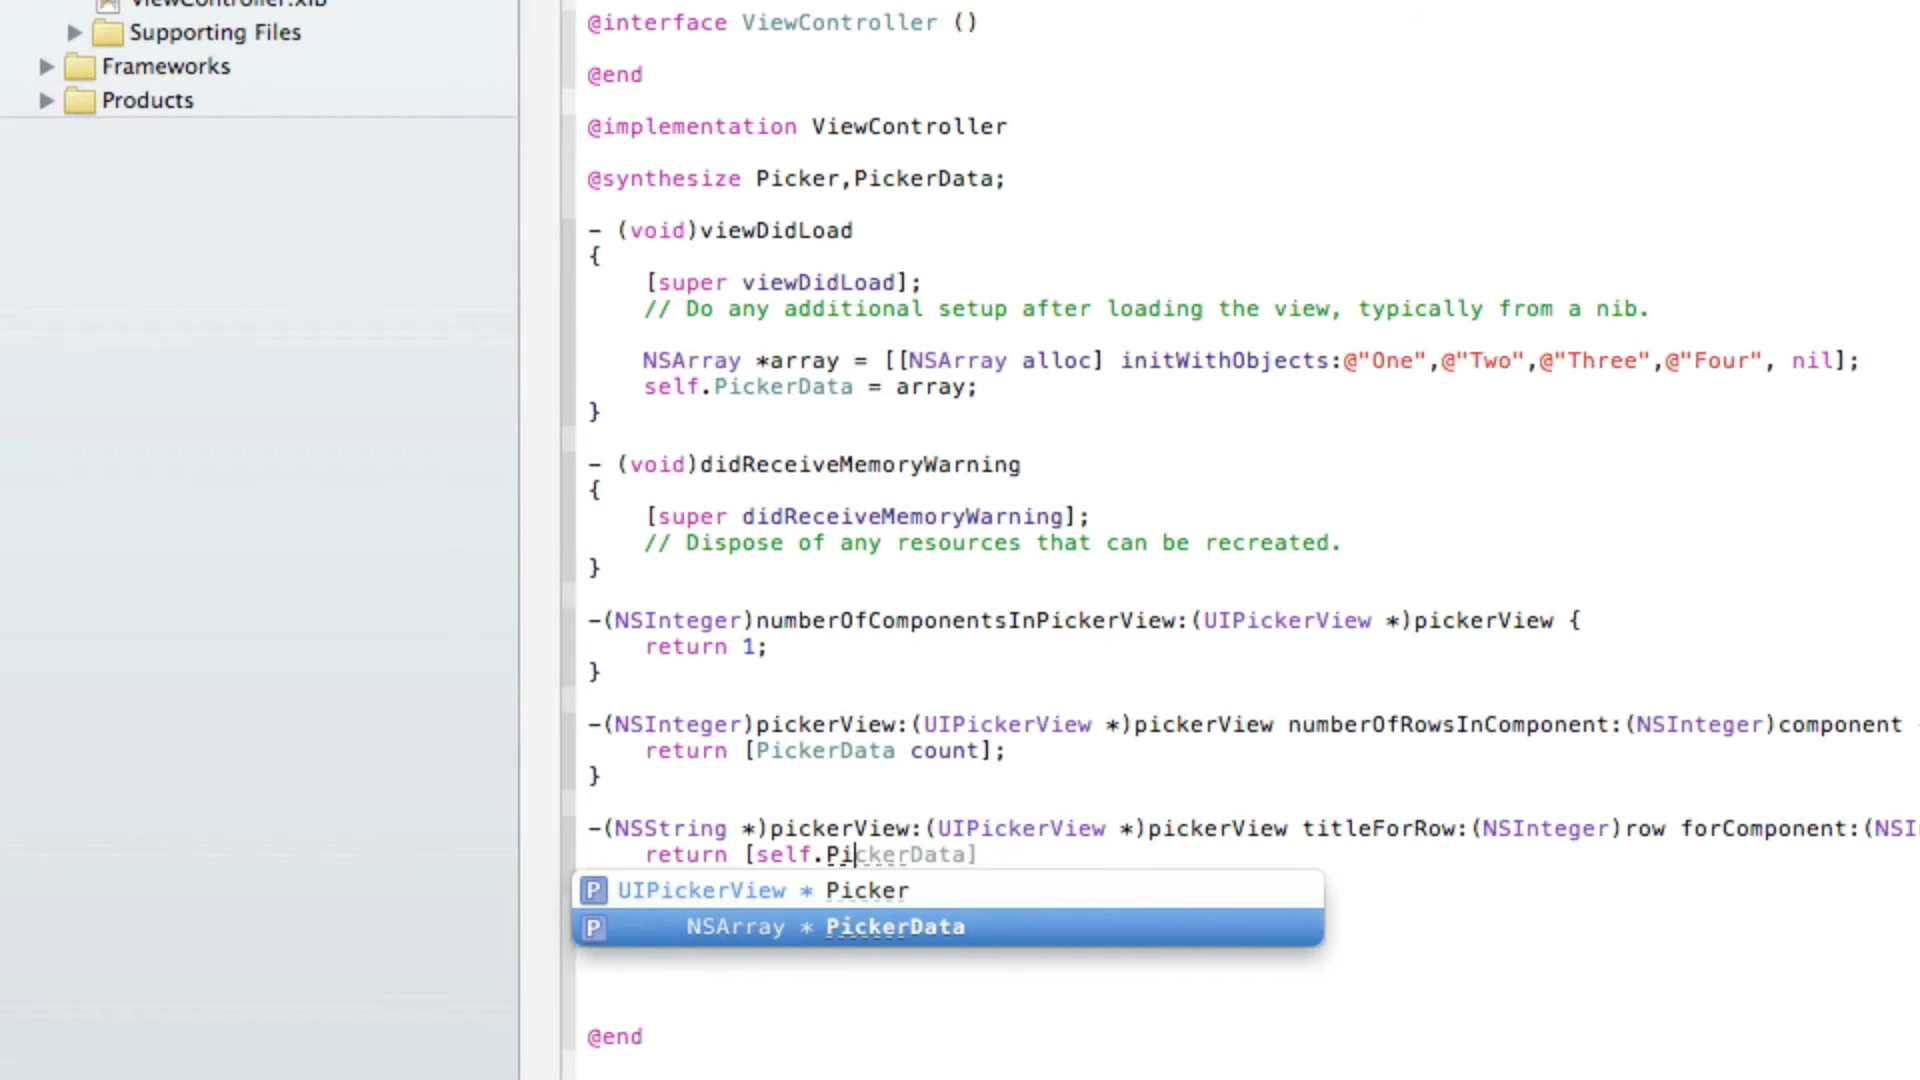 ViewController.xib
Supporting Files
Frameworks
Products
@interface ViewController ()
@end
@implementation ViewController
@synthesize Picker,PickerData;
- (void)viewDidLoad
{
[super viewDidLoad];
// Do any additional setup after loading the view, typically from a nib.
NSArray *array = [[NSArray alloc] initWithObjects:@"One",@"Two",@"Three",@"Four", nil];
self.PickerData = array;
}
- (void)didReceiveMemoryWarning
{
[super didReceiveMemoryWarning];
// Dispose of any resources that can be recreated.
}
-(NSInteger)numberOfComponentsInPickerView:(UIPickerView *)pickerView {
return 1;
}
-(NSInteger)pickerView:(UIPickerView *)pickerView numberOfRowsInComponent:(NSInteger)component
return [PickerData count];
}
-(NSString *)pickerView:(UIPickerView *)pickerView titleForRow:(NSInteger)row forComponent:(NSI
return [self.PickerData]
P UIPickerView * Picker
P NSArray * PickerData
@end